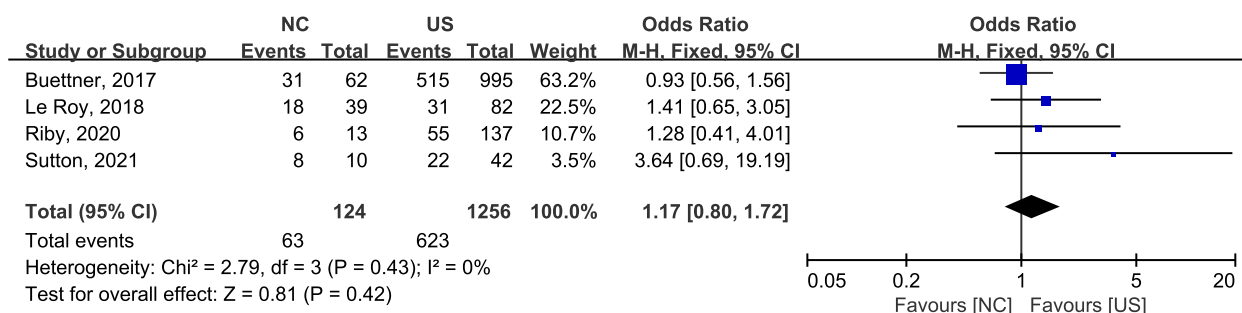 NC US Odds Ratio Odds Ratio
Study or Subgroup Events Total Events Total Weight M-H, Fixed, 95% CI M-H, Fixed, 95% CI
Buettner, 2017 31 62 515 995 63.2% 0.93 [0.56, 1.56]
Le Roy, 2018 18 39 31 82 22.5% 1.41 [0.65, 3.05]
Riby, 2020 6 13 55 137 10.7% 1.28 [0.41, 4.01]
Sutton, 2021 8 10 22 42 3.5% 3.64 [0.69, 19.19]
Total (95% CI) 124 1256 100.0% 1.17 [0.80, 1.72]
Total events 63 623
Heterogeneity: Chi² = 2.79, df = 3 (P = 0.43); I² = 0%
Test for overall effect: Z = 0.81 (P = 0.42)
0.05 0.2 1 5 20
Favours [NC] Favours [US]